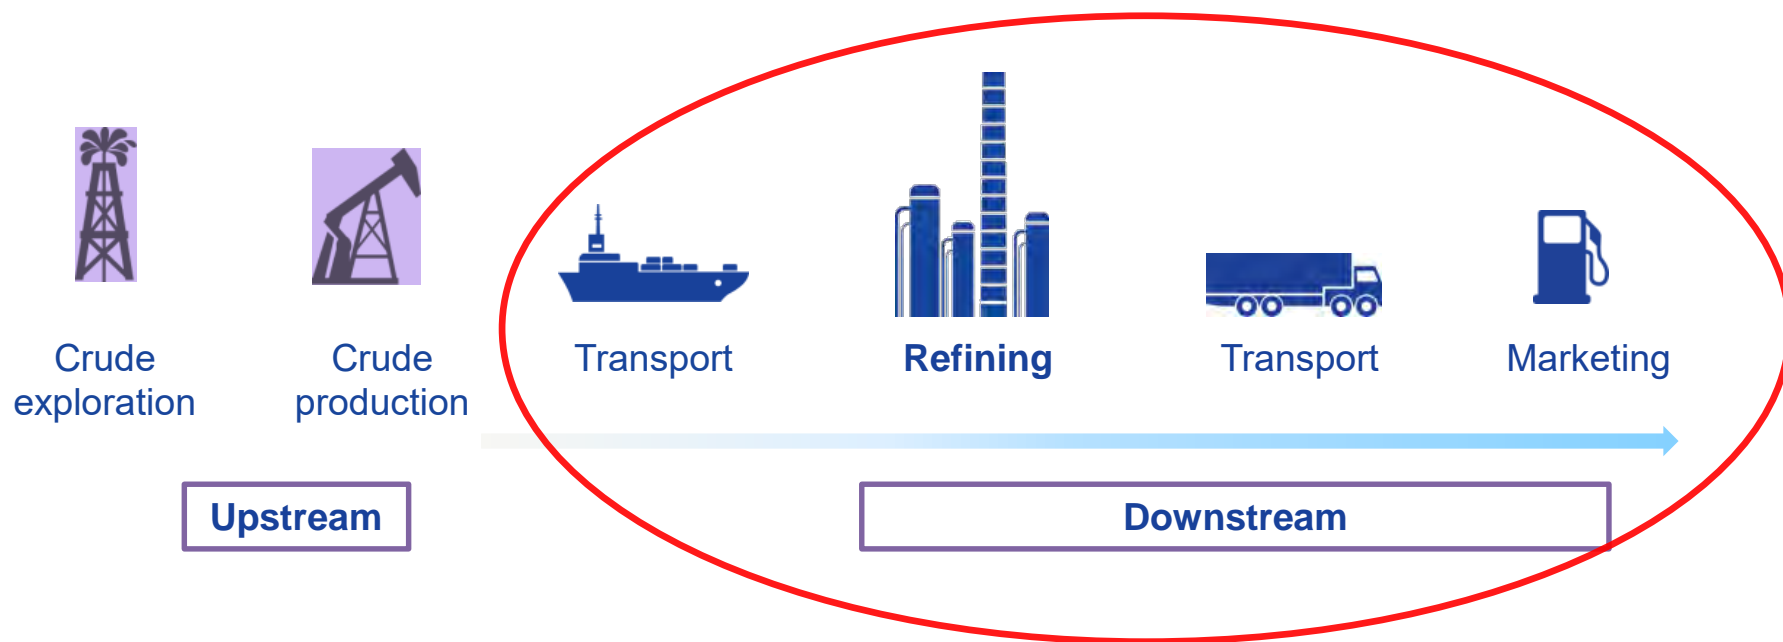 Crude
exploration
Crude
production
Transport
Refining
Transport
Marketing
Upstream
Downstream